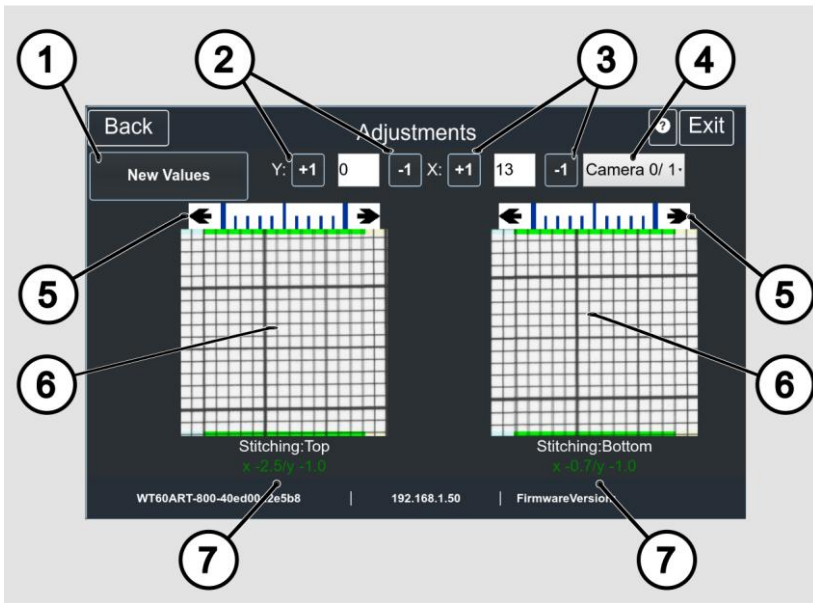 1 2 3 4
Back Adjustments ? Exit
New Values Y: +1 0 -1 X: +1 13 -1 Camera 0/ 1
5 5
6 6
Stitching:Top Stitching:Bottom
x -2.5/y -1.0 x -0.7/y -1.0
192.168.1.50 |
7 7